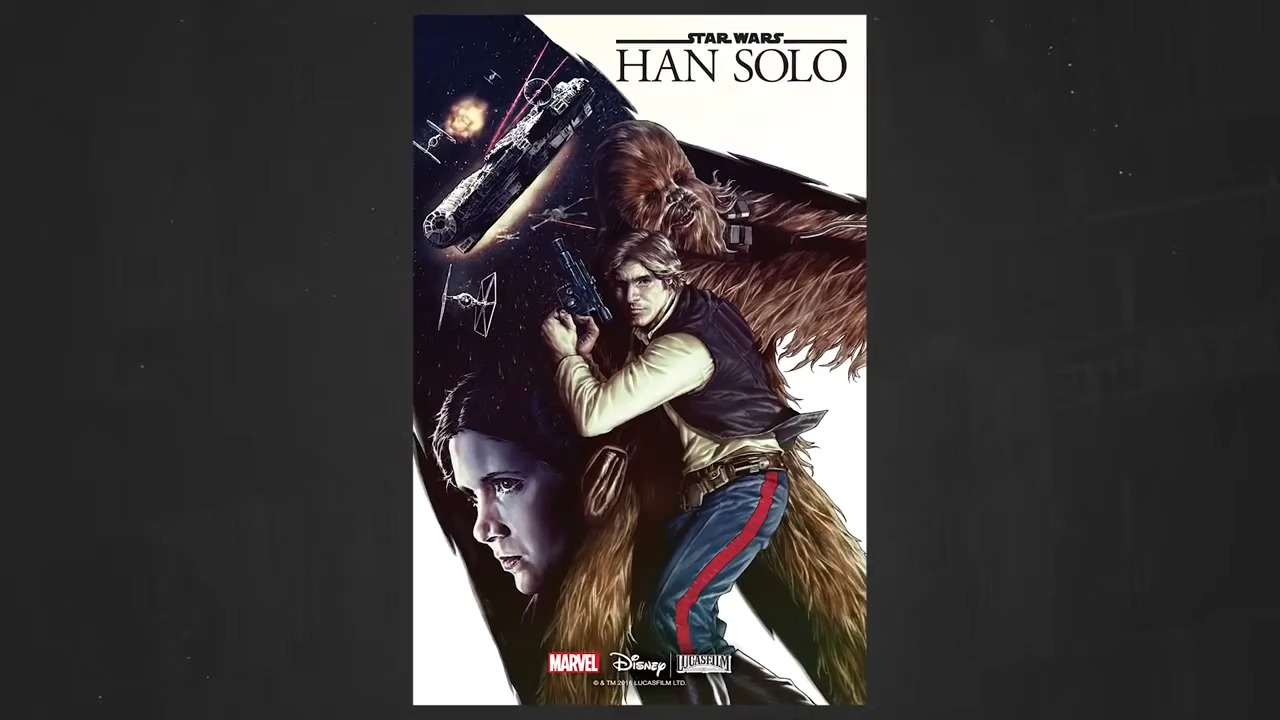 STAR WARS
HAN SOLO
MARVEL Disney LUCASFILM
© & TM 2016 LUCASFILM LTD.